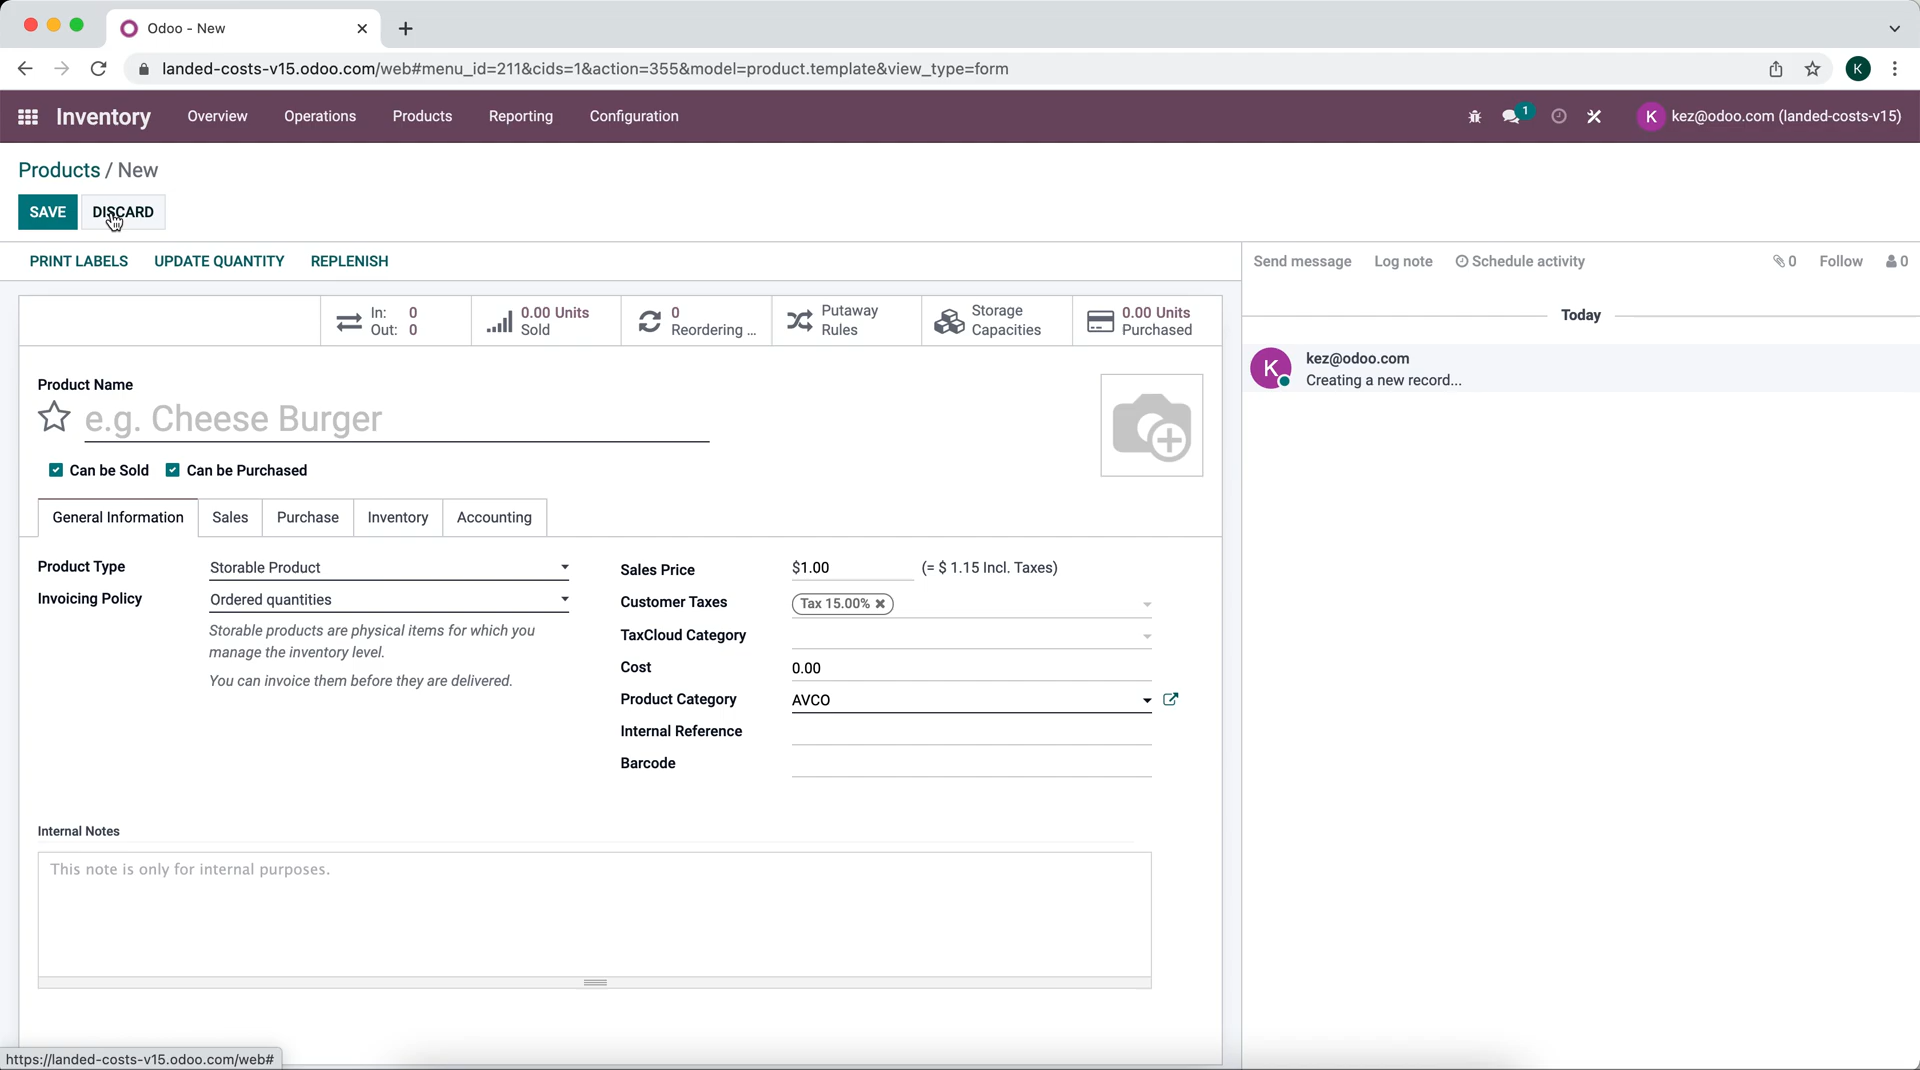 Odoo - New
landed-costs-v15.odoo.com/web#menu_id=211&cids=1&action=355&model=product.template&view_type=form
K
Inventory
Overview
Operations
Products
Reporting
Configuration
1
K
kez@odoo.com (landed-costs-v15)
Products / New
SAVE
DISCARD
PRINT LABELS
UPDATE QUANTITY
REPLENISH
Send message
Log note
Schedule activity
0
Follow
0
In: 0
Out: 0
0.00 Units
Sold
0
Reordering ...
Putaway
Rules
Storage
Capacities
0.00 Units
Purchased
Today
K
kez@odoo.com
Creating a new record...
Product Name
e.g. Cheese Burger
Can be Sold
Can be Purchased
General Information
Sales
Purchase
Inventory
Accounting
Product Type
Storable Product
Invoicing Policy
Ordered quantities
Storable products are physical items for which you
manage the inventory level.
You can invoice them before they are delivered.
Sales Price
$1.00
(= $ 1.15 Incl. Taxes)
Customer Taxes
Tax 15.00%
TaxCloud Category
Cost
0.00
Product Category
AVCO
Internal Reference
Barcode
Internal Notes
This note is only for internal purposes.
https://landed-costs-v15.odoo.com/web#